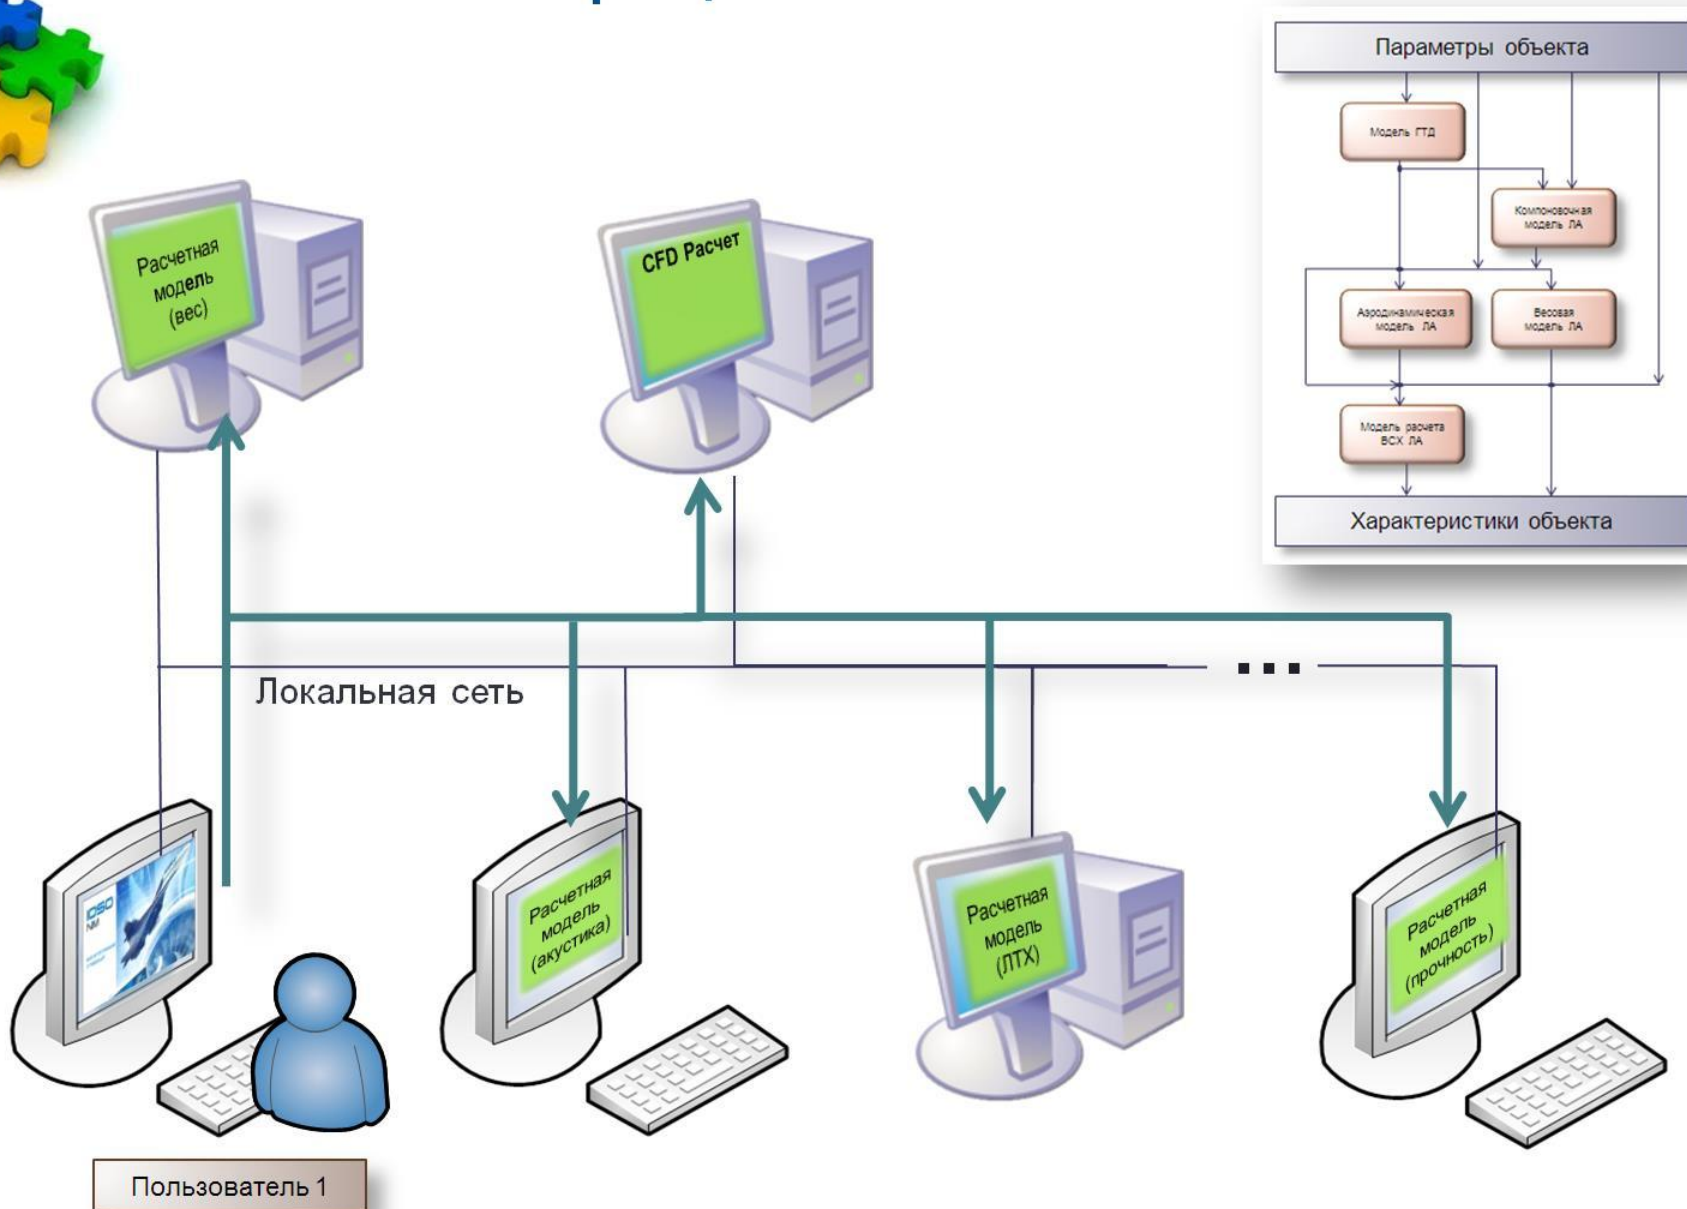 Параметры объекта
Модель ГТД
Компоновочная
модель ЛА
Аэродинамическая
модель ЛА
Весовая
модель ЛА
Модель расчета
ВСХ ЛА
Характеристики объекта
Расчетная
модель
(вес)
CFD Расчет
Локальная сеть
IOSO
NM
Расчетная
модель
(акустика)
Расчетная
модель
(ЛТХ)
...
Расчетная
модель
(прочность)
Пользователь 1